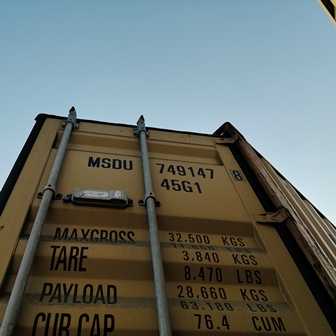 MSDU 749147 8
45G1
MAXGROSS 32.500 KGS
TARE 3.840 KGS
8.470 LBS
PAYLOAD 28.660 KGS
63.180 LBS
CUB.CAP. 76.4 CUM